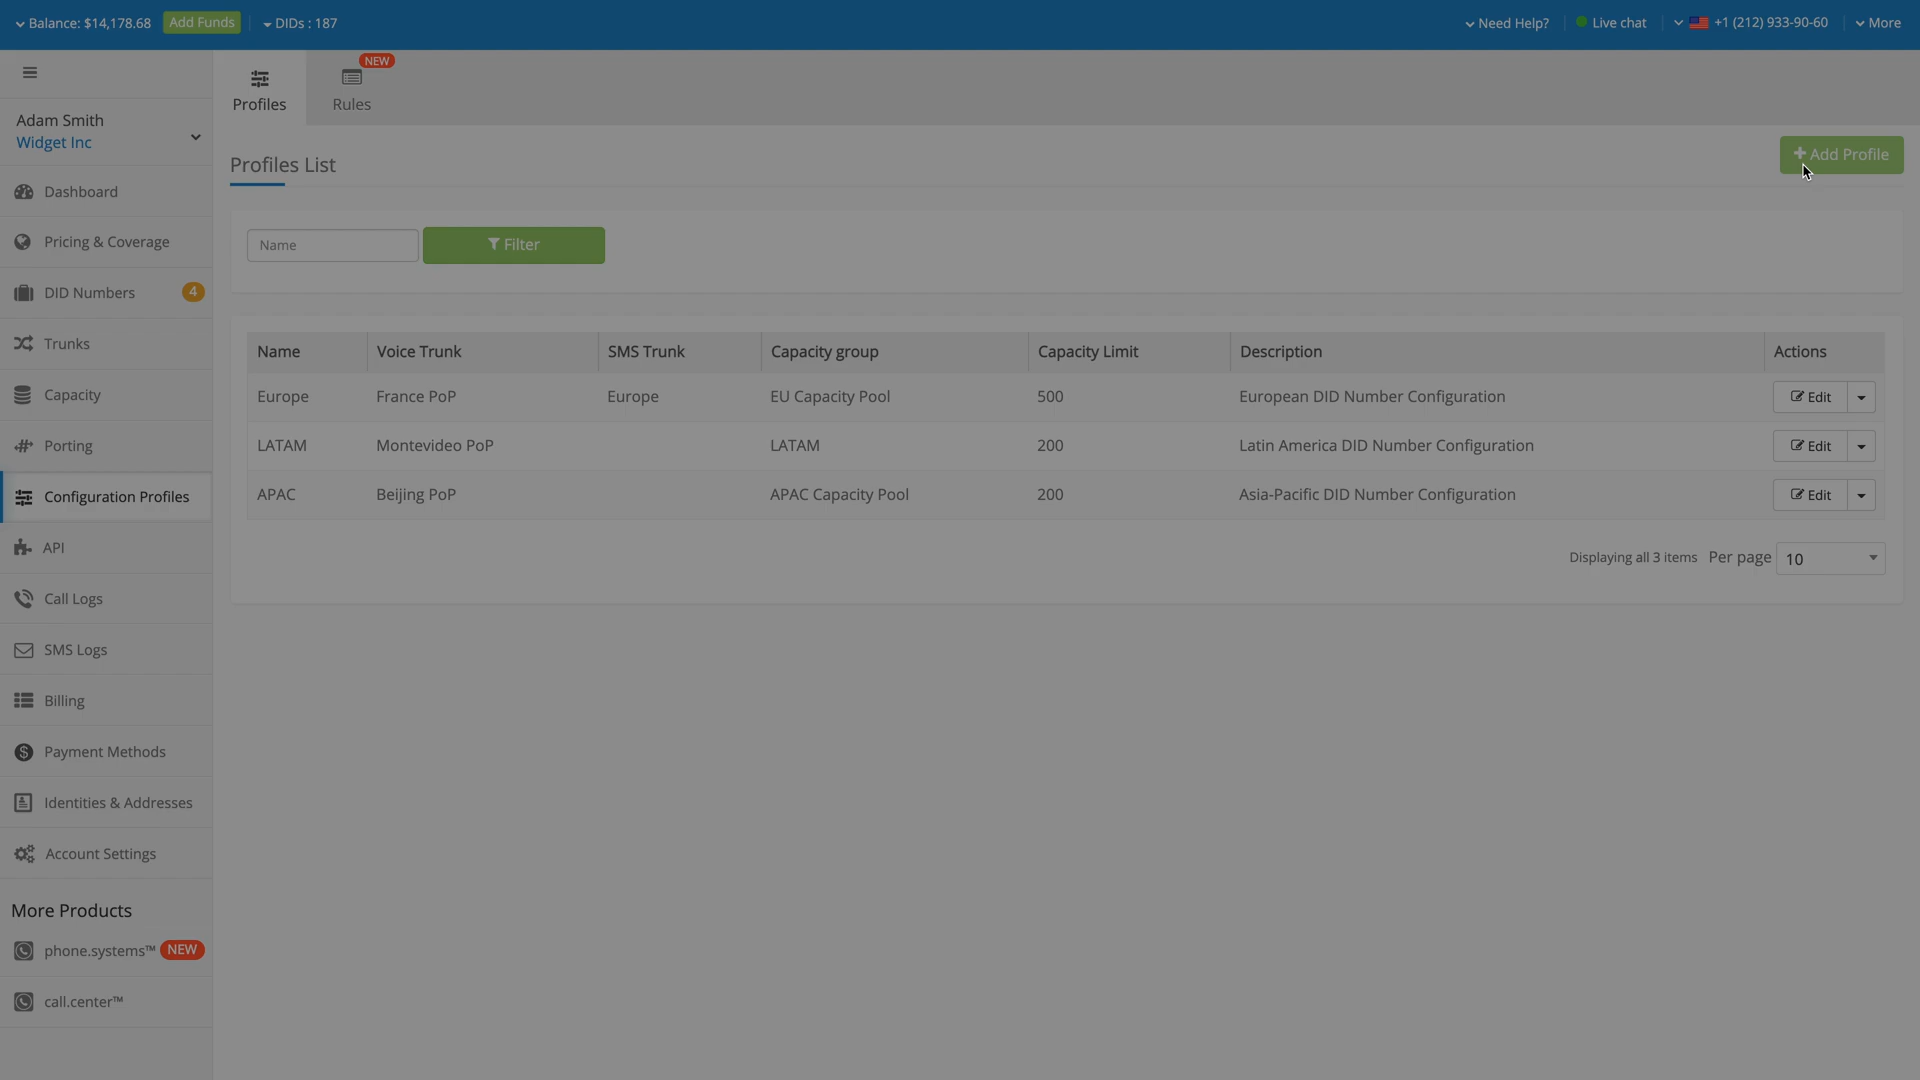 Balance: $14,178.68 Add Funds DIDs : 187 Need Help? Live chat +1 (212) 933-90-60 More
Profiles
NEW
Rules
Adam Smith
Widget Inc
Dashboard
Pricing & Coverage
DID Numbers 4
Trunks
Capacity
Porting
Configuration Profiles
API
Call Logs
SMS Logs
Billing
Payment Methods
Identities & Addresses
Account Settings
More Products
phone.systems™ NEW
call.center™
Profiles List
Add Profile
Name Filter
Name Voice Trunk SMS Trunk Capacity group Capacity Limit Description Actions
Europe France PoP Europe EU Capacity Pool 500 European DID Number Configuration Edit
LATAM Montevideo PoP LATAM 200 Latin America DID Number Configuration Edit
APAC Beijing PoP APAC Capacity Pool 200 Asia-Pacific DID Number Configuration Edit
Displaying all 3 items Per page 10